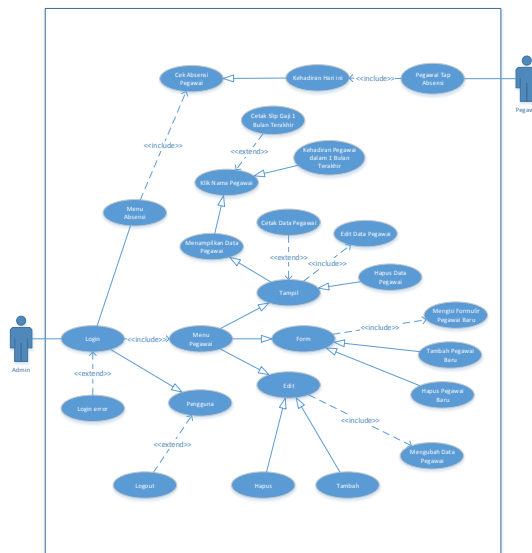 Cek Absensi
Pegawai
Kehadiran Hari ini
<<include>>
Pegawai Tap
Absensi
Cetak Slip Gaji 1
Bulan Terakhir
<<include>>
<<extend>>
Kehadiran Pegawai
dalam 1 Bulan
Terakhir
Klik Nama Pegawai
Menu
Absensi
Cetak Data Pegawai
Edit Data Pegawai
Menampilkan Data
Pegawai
<<extend>>
<<include>>
Hapus Data
Pegawai
Tampil
Mengisi Formulir
Pegawai Baru
<<include>>
Admin
Login
<<include>>
Menu
Pegawai
Form
Tambah Pegawai
Baru
<<extend>>
Edit
Hapus Pegawai
Baru
Login error
Pengguna
<<include>>
<<extend>>
Mengubah Data
Pegawai
Logout
Hapus
Tambah